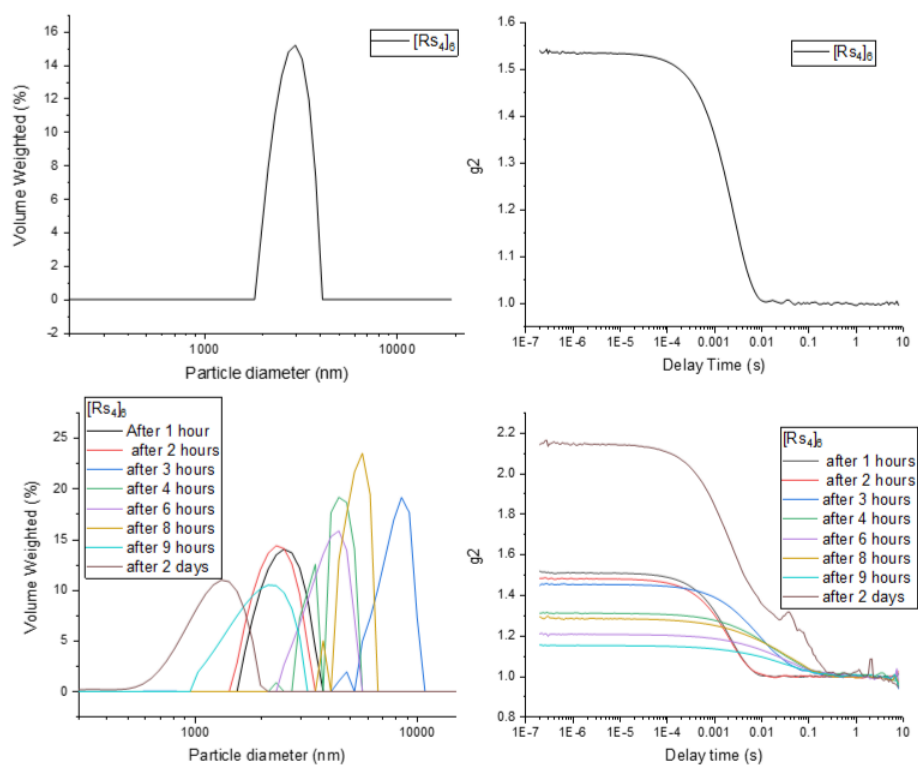 16
14
12
10
8
6
4
2
0
-2
Volume Weighted (%)
[Rs₄]₆
1000
10000
Particle diameter (nm)
1.6
1.5
1.4
1.3
1.2
1.1
1.0
g2
[Rs₄]₆
1E-7
1E-6
1E-5
1E-4
0.001
0.01
0.1
1
10
Delay Time (s)
25
20
15
10
5
0
Volume Weighted (%)
[Rs₄]₆
After 1 hour
after 2 hours
after 3 hours
after 4 hours
after 6 hours
after 8 hours
after 9 hours
after 2 days
1000
10000
Particle diameter (nm)
2.2
2.0
1.8
1.6
1.4
1.2
1.0
0.8
g2
[Rs₄]₆
after 1 hours
after 2 hours
after 3 hours
after 4 hours
after 6 hours
after 8 hours
after 9 hours
after 2 days
1E-7
1E-6
1E-5
1E-4
0.001
0.01
0.1
1
10
Delay time (s)